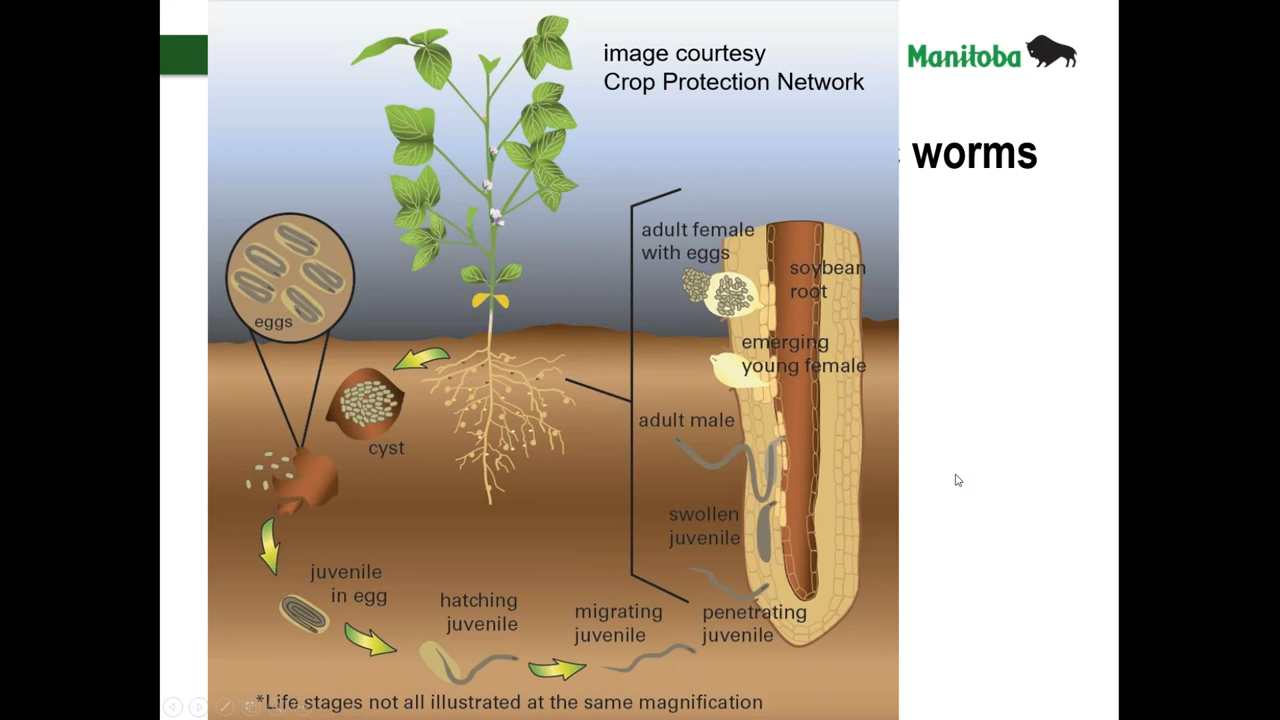 image courtesy
Crop Protection Network
Manitoba
worms
adult female
with eggs
soybean
root
eggs
emerging
young female
adult male
cyst
swollen
juvenile
juvenile
in egg
hatching
juvenile
migrating
juvenile
penetrating
juvenile
*Life stages not all illustrated at the same magnification